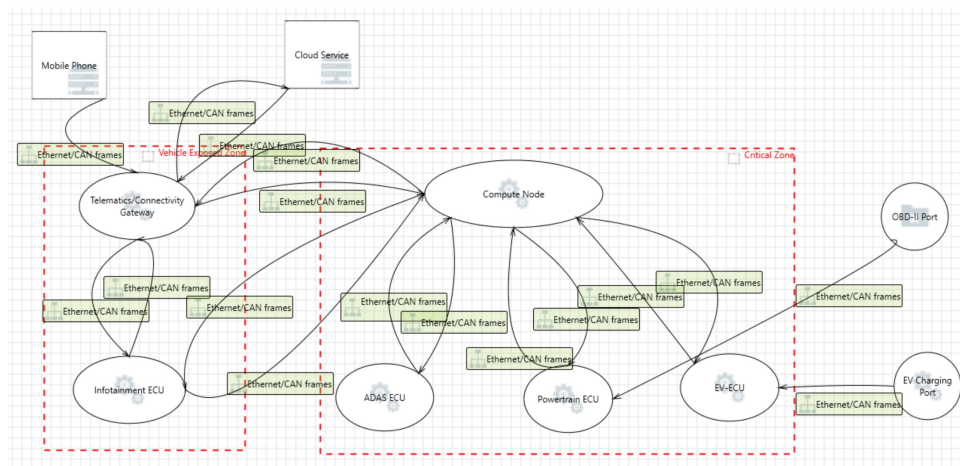 Cloud Service
Mobile Phone
Ethernet/CAN frames
Ethernet/CAN frames
Ethernet/CAN frames
Vehicle Exposed Zone
Ethernet/CAN frames
Critical Zone
Telematics/Connectivity
Gateway
Ethernet/CAN frames
Compute Node
OBD-II Port
Ethernet/CAN frames
Ethernet/CAN frames
Ethernet/CAN frames
Ethernet/CAN frames
Ethernet/CAN frames
Ethernet/CAN frames
Ethernet/CAN frames
Ethernet/CAN frames
Ethernet/CAN frames
Ethernet/CAN frames
Ethernet/CAN frames
Infotainment ECU
Ethernet/CAN frames
ADAS ECU
Powertrain ECU
EV-ECU
EV Charging
Port
Ethernet/CAN frames